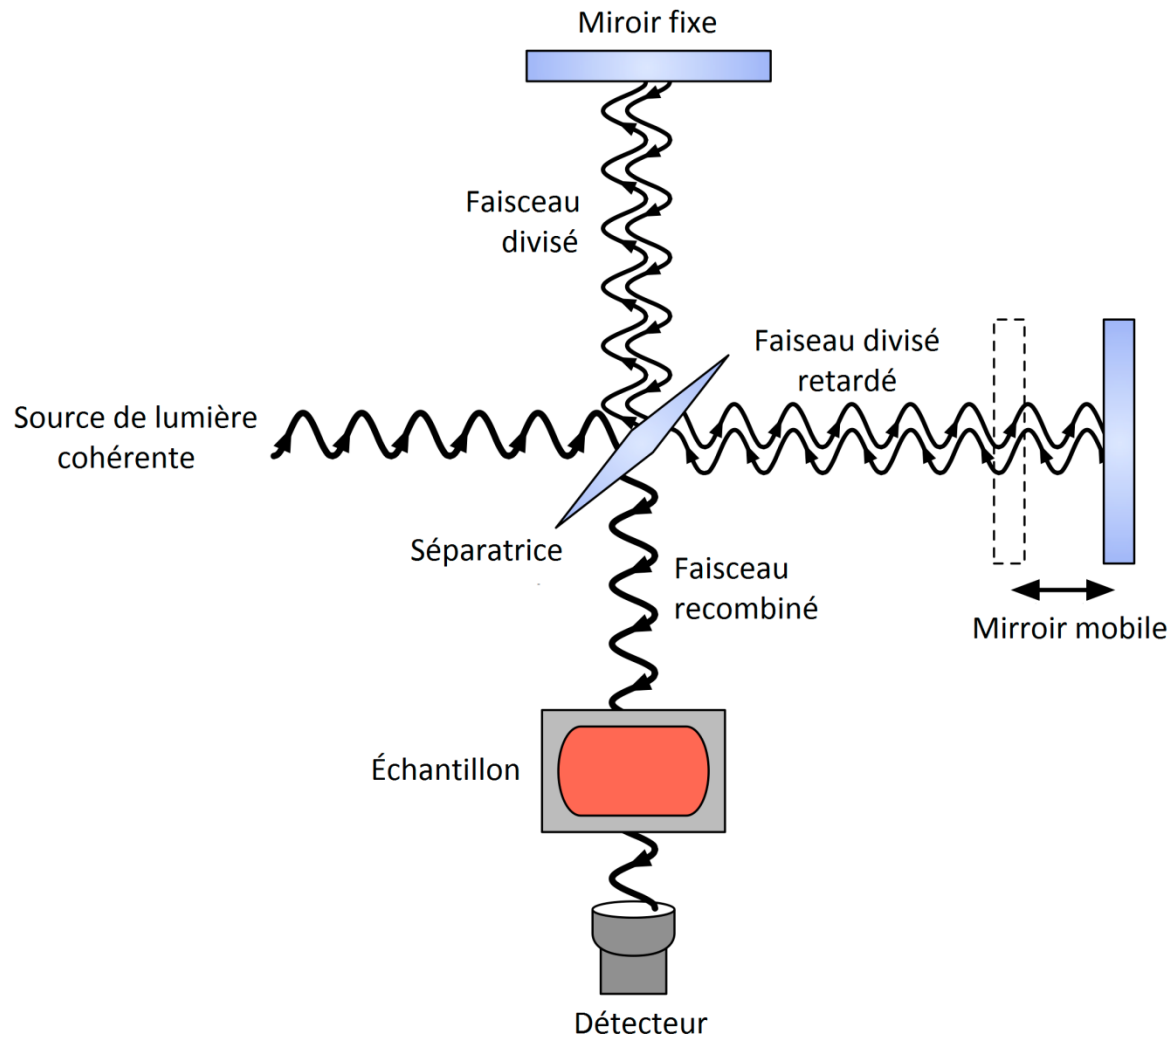 Miroir fixe
Faisceau
divisé
Faiseau divisé
retardé
Source de lumière
cohérente
Séparatrice
Faisceau
recombiné
Mirroir mobile
Échantillon
Détecteur